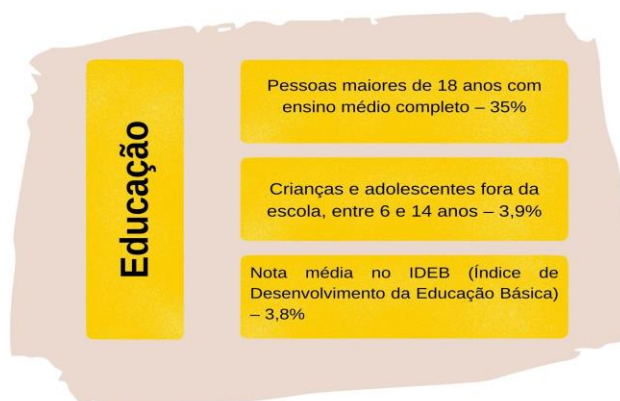 Educação
Pessoas maiores de 18 anos com
ensino médio completo – 35%
Crianças e adolescentes fora da
escola, entre 6 e 14 anos – 3,9%
Nota média no IDEB (Índice de
Desenvolvimento da Educação Básica)
– 3,8%